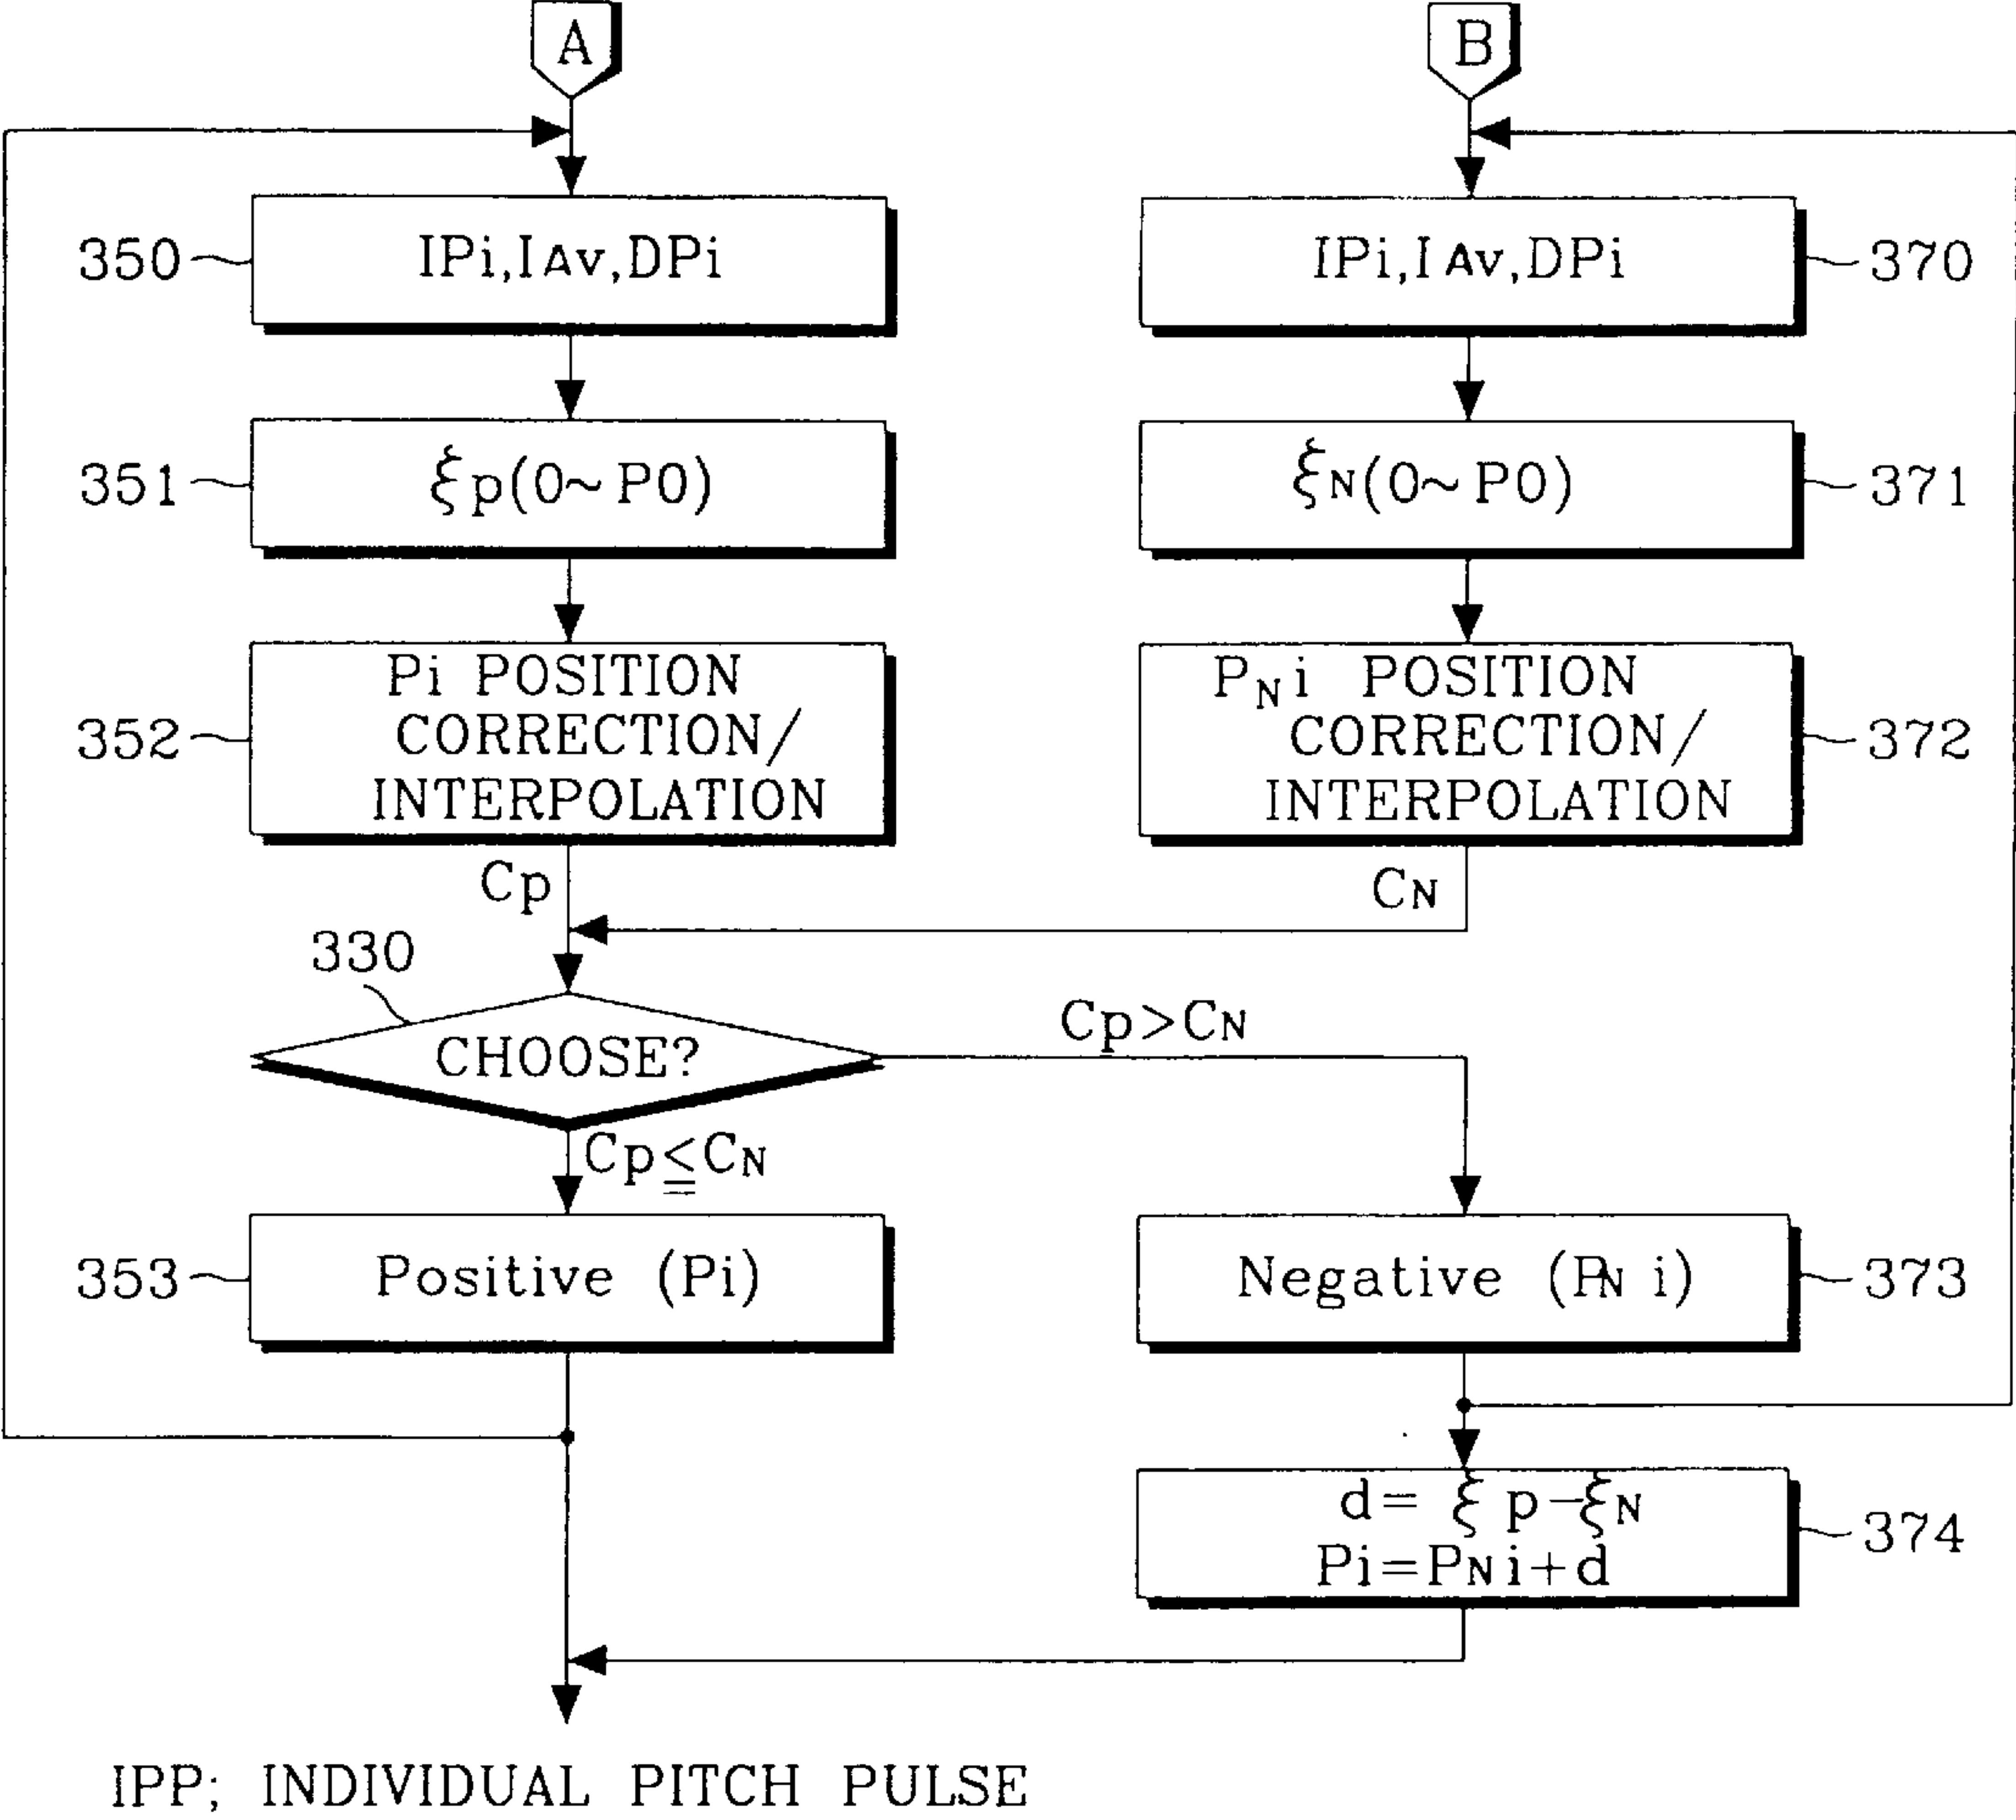 A
B
350
IPi,IAv,DPi
IPi,IAv,DPi
370
351
ξp(0~P0)
ξN(0~P0)
371
352
Pi POSITION
CORRECTION/
INTERPOLATION
PNi POSITION
CORRECTION/
INTERPOLATION
372
Cp
CN
330
CHOOSE?
Cp>CN
Cp≦CN
353
Positive (Pi)
Negative (PN i)
373
d= ξp-ξN
Pi=PNi+d
374
IPP; INDIVIDUAL PITCH PULSE